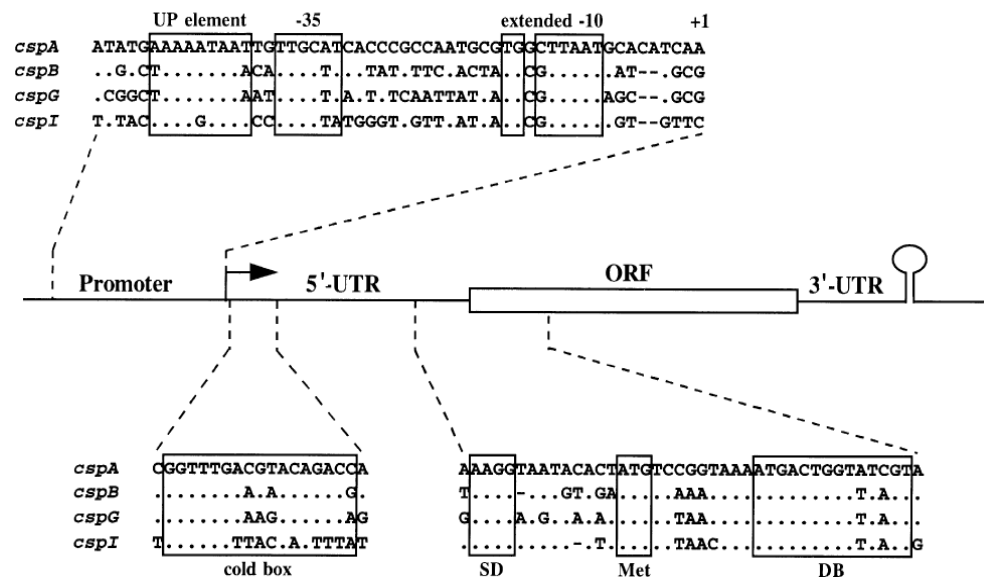 UP element -35 extended -10 +1
cspA ATATGAAAAATAATTGTTGCATCACCCGCCAATGCGTGGCTTAATGCACATCAA
cspB ..G.CT.......ACA....T...TAT.TTC.ACTA..CG......AT--.GCG
cspG .CGGCT.......AAT....T.A.T.TCAATTAT.A..CG.....AGC--.GCG
cspI T.TAC....G....CC....TATGGGT.GTT.AT.A..CG......GT--GTTC
Promoter 5'-UTR ORF 3'-UTR
cspA CGGTTTGACGTACAGACCA AAAGGTAATACACTATGTCCGGTAAAATGACTGGTATCGTA
cspB ........A.A......G. T....-...GT.GA.....AAA.............T.A...
cspG ........AAG.....AG G....A.G..A.A......TAA.............T.A...
cspI T......TTAC.A.TTTAT .........-.T......TAAC............T.A..G
cold box SD Met DB